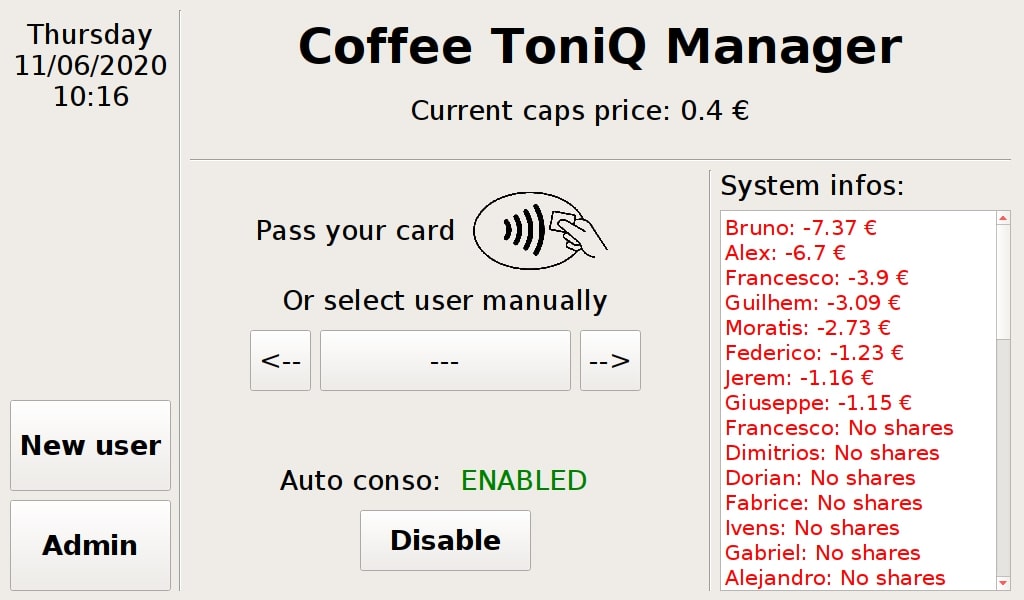 Thursday
11/06/2020
10:16
Coffee ToniQ Manager
Current caps price: 0.4 €
Pass your card
Or select user manually
<--
---
-->
Auto conso: ENABLED
Disable
New user
Admin
System infos:
Bruno: -7.37 €
Alex: -6.7 €
Francesco: -3.9 €
Guilhem: -3.09 €
Moratis: -2.73 €
Federico: -1.23 €
Jerem: -1.16 €
Giuseppe: -1.15 €
Francesco: No shares
Dimitrios: No shares
Dorian: No shares
Fabrice: No shares
Ivens: No shares
Gabriel: No shares
Alejandro: No shares